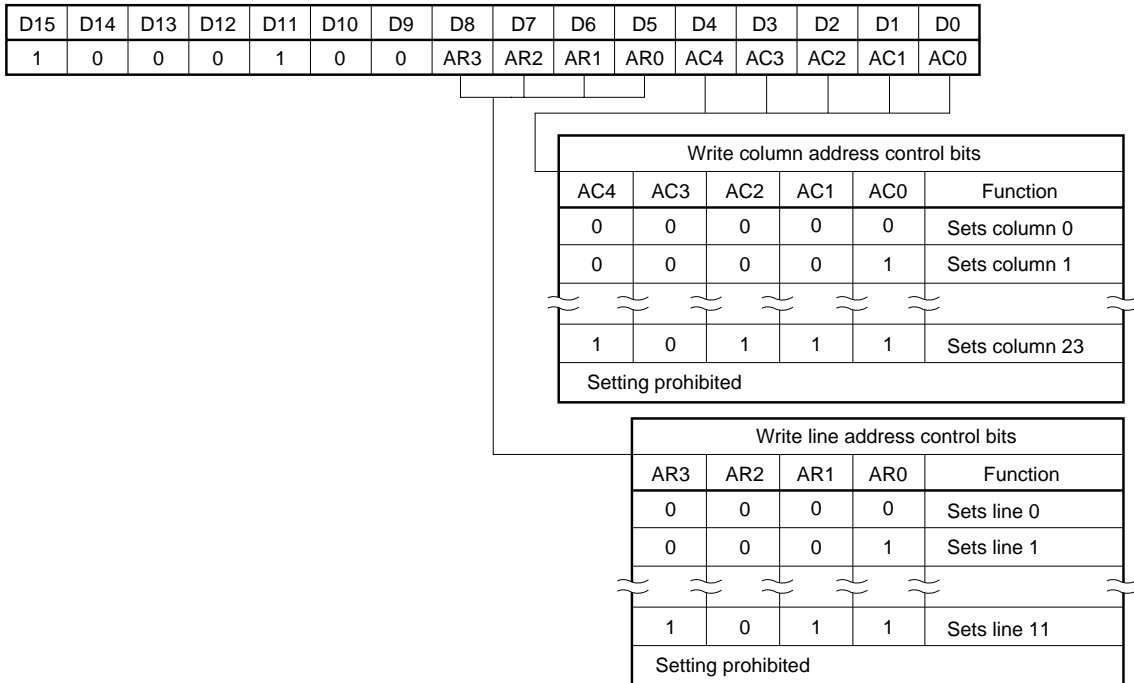 D15 D14 D13 D12 D11 D10 D9 D8 D7 D6 D5 D4 D3 D2 D1 D0
1 0 0 0 1 0 0 AR3 AR2 AR1 AR0 AC4 AC3 AC2 AC1 AC0
Write column address control bits
AC4 AC3 AC2 AC1 AC0 Function
0 0 0 0 0 Sets column 0
0 0 0 0 1 Sets column 1
1 0 1 1 1 Sets column 23
Setting prohibited
Write line address control bits
AR3 AR2 AR1 AR0 Function
0 0 0 0 Sets line 0
0 0 0 1 Sets line 1
1 0 1 1 Sets line 11
Setting prohibited